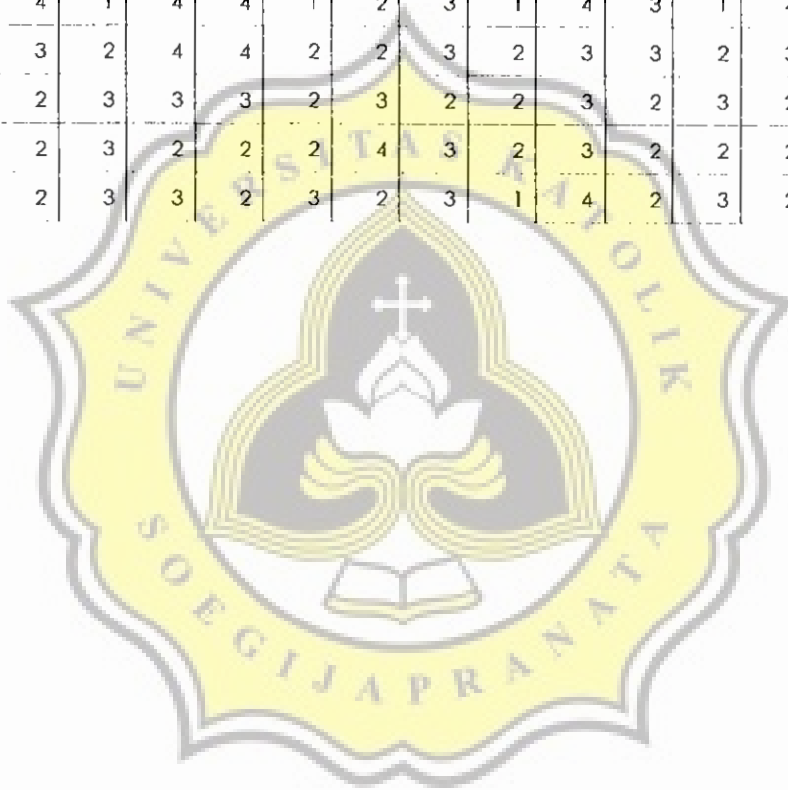 4 1 4 4 1 2 3 1 4 3 1
3 2 4 4 2 2 3 2 3 3 2 3
2 3 3 3 2 3 2 2 3 2 3
2 3 2 2 2 4 3 2 3 2 2
2 3 3 2 3 2 3 1 4 2 3
UNIVERSITAS KATOLIK
SOEGIJAPRANATA